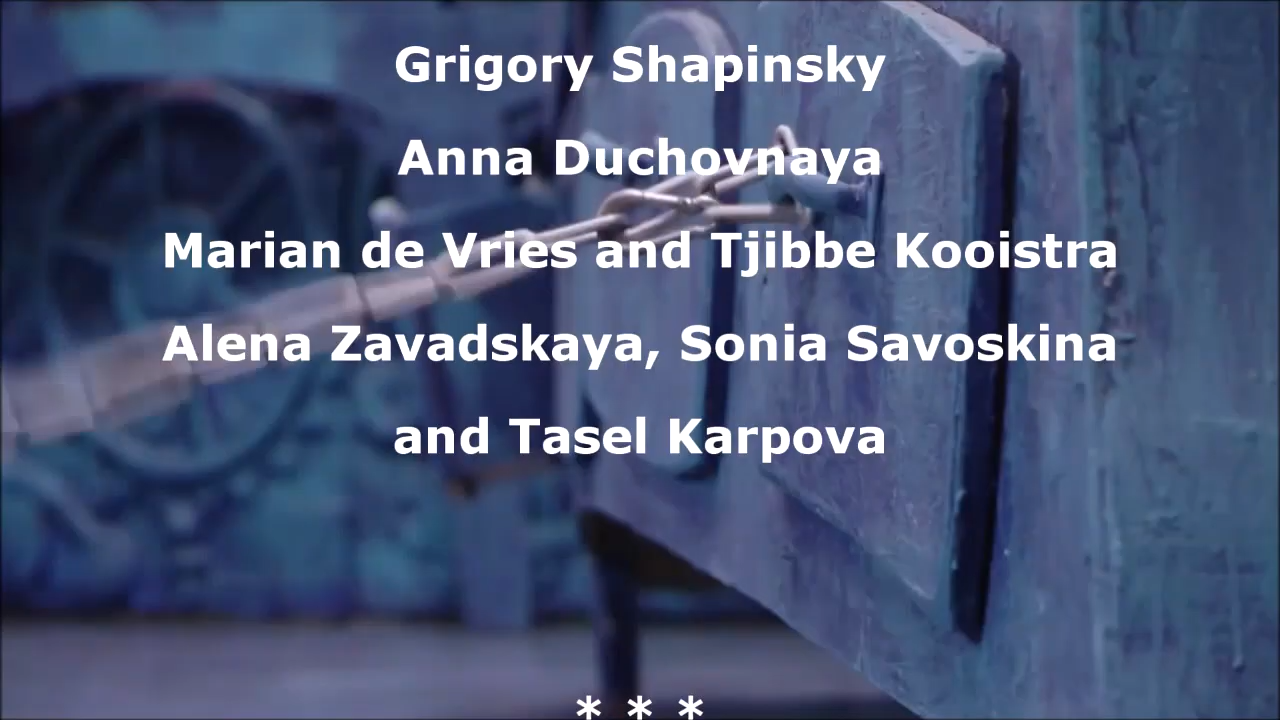 Grigory Shapinsky
Anna Duchovnaya
Marian de Vries and Tjibbe Kooistra
Alena Zavadskaya, Sonia Savoskina
and Tasel Karpova
* * *